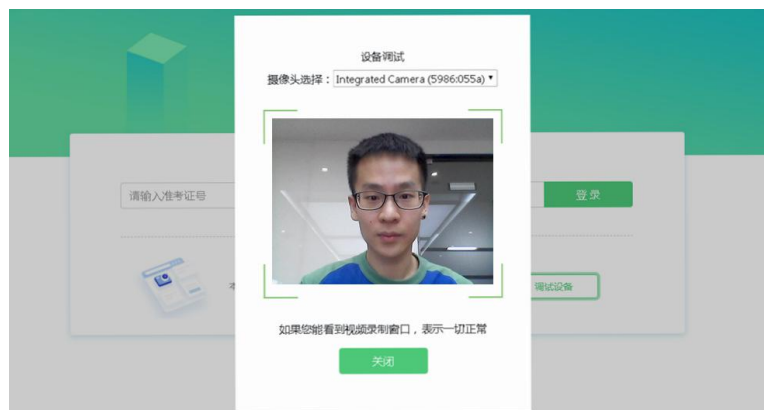 设备调试
摄像头选择：Integrated Camera (5986:055a)
请输入准考证号
登录
调试设备
如果您能看到视频录制窗口，表示一切正常
关闭